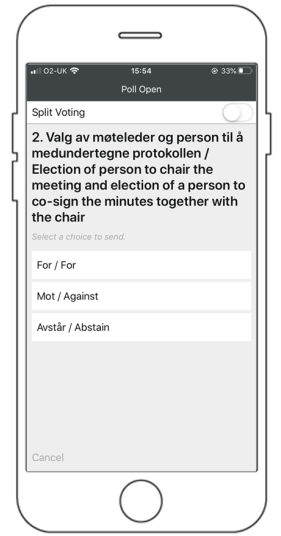 O2-UK 15:54 33%
Poll Open
Split Voting
2. Valg av møteleder og person til å
medundertegne protokollen /
Election of person to chair the
meeting and election of a person to
co-sign the minutes together with
the chair
Select a choice to send.
For / For
Mot / Against
Avstår / Abstain
Cancel